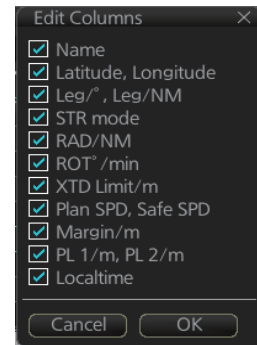 Edit Columns
Name
Latitude, Longitude
Leg/°, Leg/NM
STR mode
RAD/NM
ROT°/min
XTD Limit/m
Plan SPD, Safe SPD
Margin/m
PL 1/m, PL 2/m
Localtime
Cancel OK